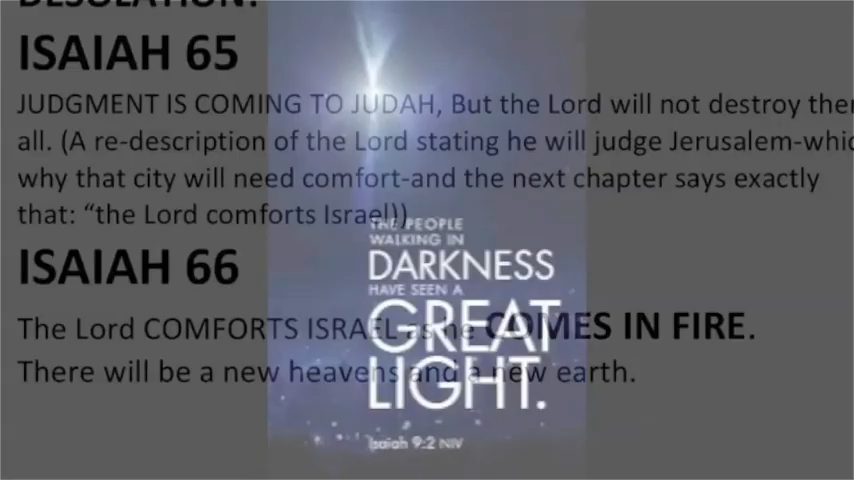 DESOLATION.
ISAIAH 65
JUDGMENT IS COMING TO JUDAH, But the Lord will not destroy them
all. (A re-description of the Lord stating he will judge Jerusalem-which
why that city will need comfort-and the next chapter says exactly
that: “the Lord comforts Israel))
ISAIAH 66
The Lord COMFORTS ISRAEL as he COMES IN FIRE.
There will be a new heavens and a new earth.
THE PEOPLE
WALKING IN
DARKNESS
HAVE SEEN A
GREAT
LIGHT.
Isaiah 9:2 NIV